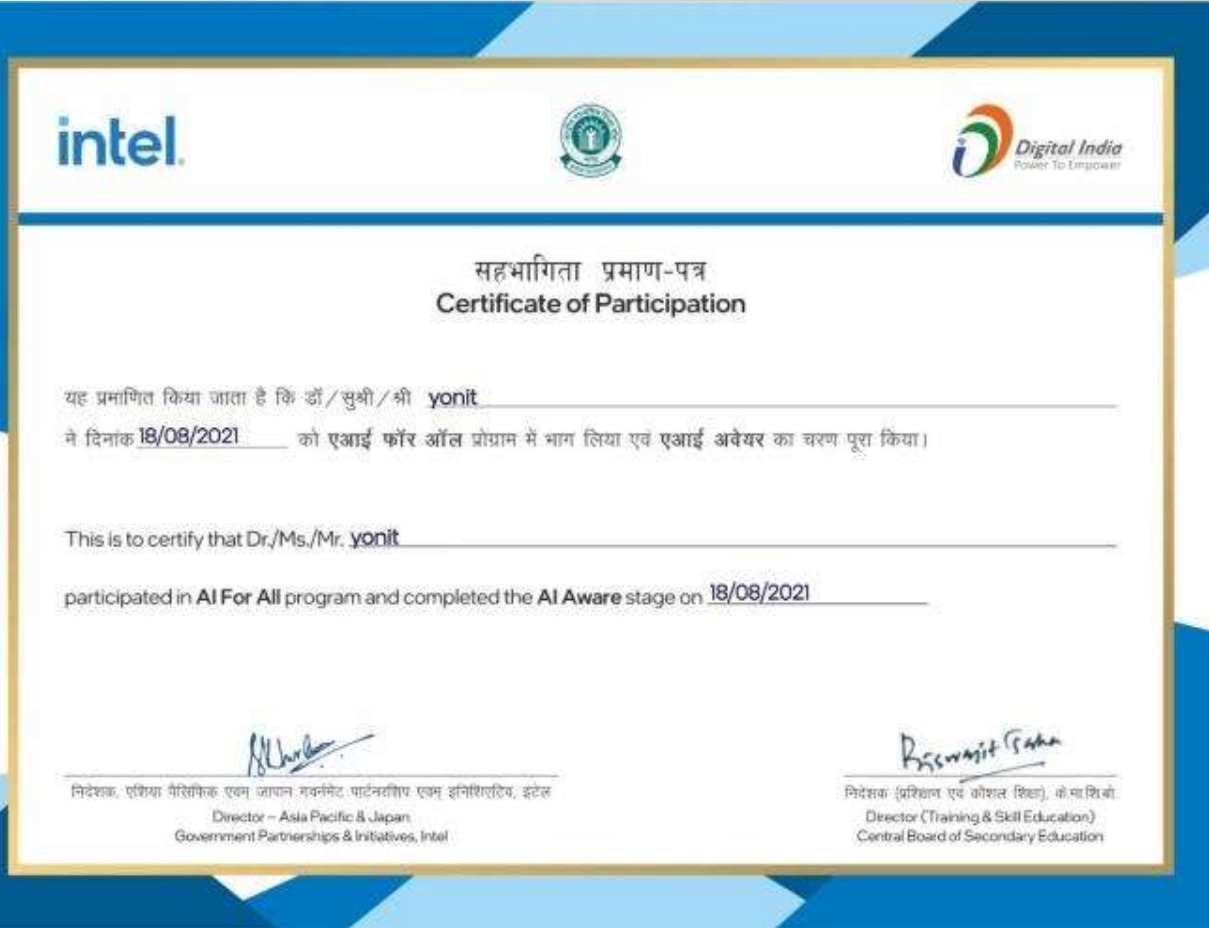 intel.
Digital India
Power To Empower
सहभागिता प्रमाण-पत्र
Certificate of Participation
यह प्रमाणित किया जाता है कि डॉ/सुश्री/श्री yonit
ने दिनांक 18/08/2021 को एआई फॉर ऑल प्रोग्राम में भाग लिया एवं एआई अवेयर का चरण पूरा किया।
This is to certify that Dr./Ms./Mr. yonit
participated in AI For All program and completed the AI Aware stage on 18/08/2021
Biswajit Saha
निदेशक, एशिया पैसिफिक एवम् जापान गवर्नमेंट पार्टनरशिप एवम् इनिशिएटिव, इंटेल
Director – Asia Pacific & Japan
Government Partnerships & Initiatives, Intel
निदेशक (प्रशिक्षण एवं कौशल शिक्षा), के.मा.शि.बो.
Director (Training & Skill Education)
Central Board of Secondary Education